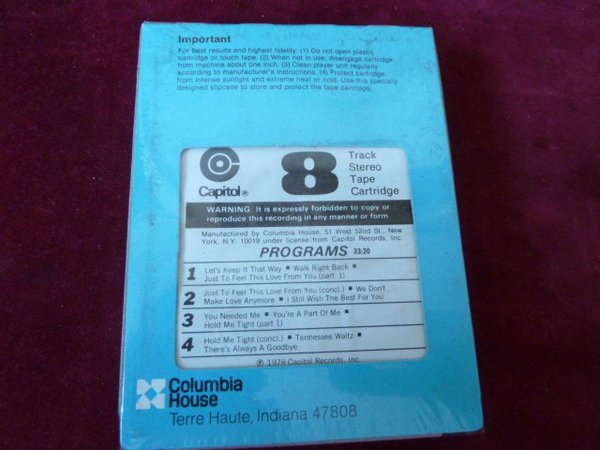 Important
For best results and highest fidelity: (1) Do not open plastic
cartridge or touch tape. (2) When not in use, disengage cartridge
from machine about one inch. (3) Clean player unit regularly
according to manufacturer's instructions. (4) Protect cartridge
from intense sunlight and extreme heat or cold. Use this specially
designed slipcase to store and protect the tape cartridge.
Capitol®
8
Track
Stereo
Tape
Cartridge
WARNING. It is expressly forbidden to copy or
reproduce this recording in any manner or form
Manufactured by Columbia House, 51 West 52nd St., New
York, N.Y. 10019 under license from Capitol Records, Inc.
PROGRAMS 33:20
1 Let's Keep It That Way ■ Walk Right Back ■
Just To Feel This Love From You (part 1)
2 Just To Feel This Love From You (concl.) ■ We Don't
Make Love Anymore ■ I Still Wish The Best For You
3 You Needed Me ■ You're A Part Of Me ■
Hold Me Tight (part 1)
4 Hold Me Tight (concl.) ■ Tennessee Waltz ■
There's Always A Goodbye
℗ 1978 Capitol Records, Inc.
Columbia
House
Terre Haute, Indiana 47808